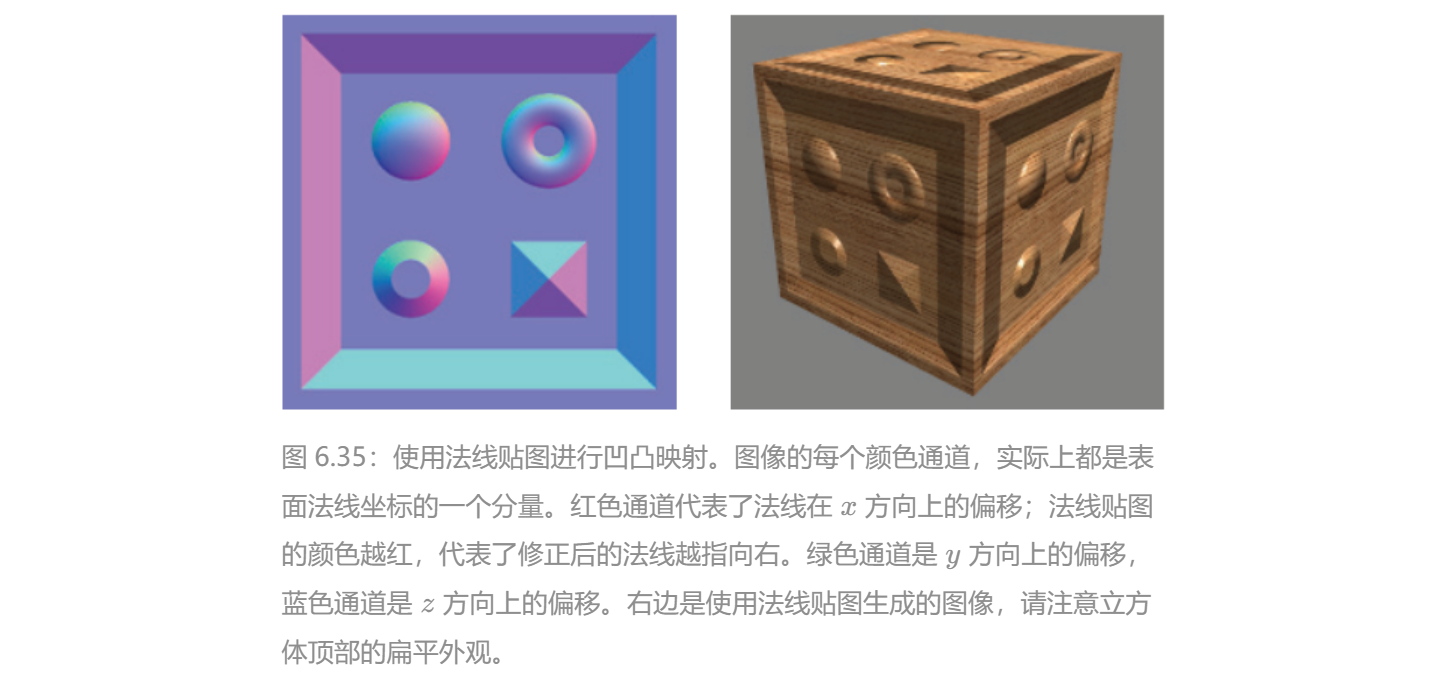 图 6.35：使用法线贴图进行凹凸映射。图像的每个颜色通道，实际上都是表
面法线坐标的一个分量。红色通道代表了法线在 x 方向上的偏移；法线贴图
的颜色越红，代表了修正后的法线越指向右。绿色通道是 y 方向上的偏移，
蓝色通道是 z 方向上的偏移。右边是使用法线贴图生成的图像，请注意立方
体顶部的扁平外观。